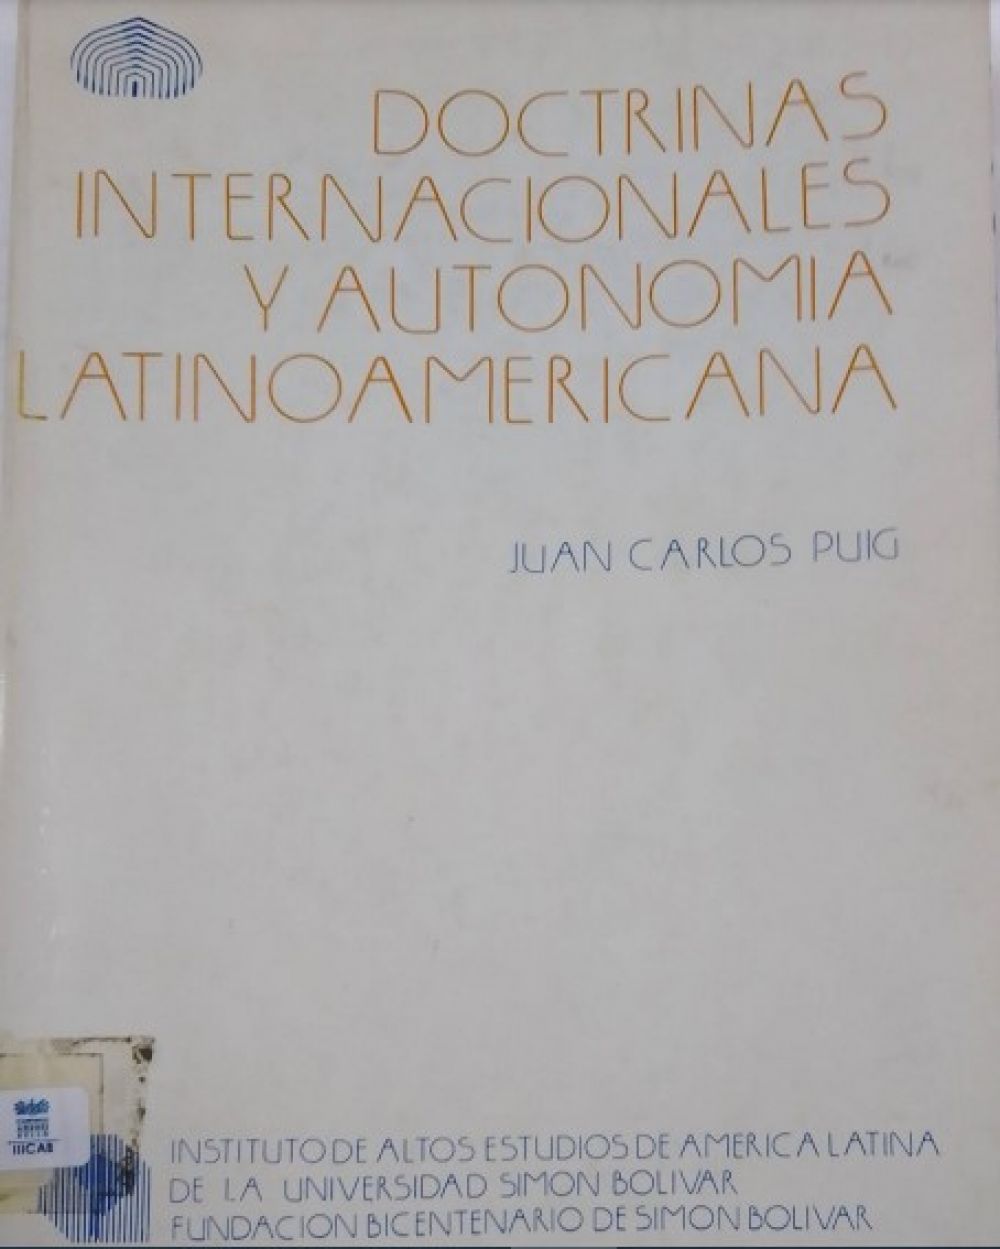 DOCTRINAS
INTERNACIONALES
Y AUTONOMIA
LATINOAMERICANA
JUAN CARLOS PUIG
IIICAB
INSTITUTO DE ALTOS ESTUDIOS DE AMERICA LATINA
DE LA UNIVERSIDAD SIMON BOLIVAR
FUNDACION BICENTENARIO DE SIMON BOLIVAR